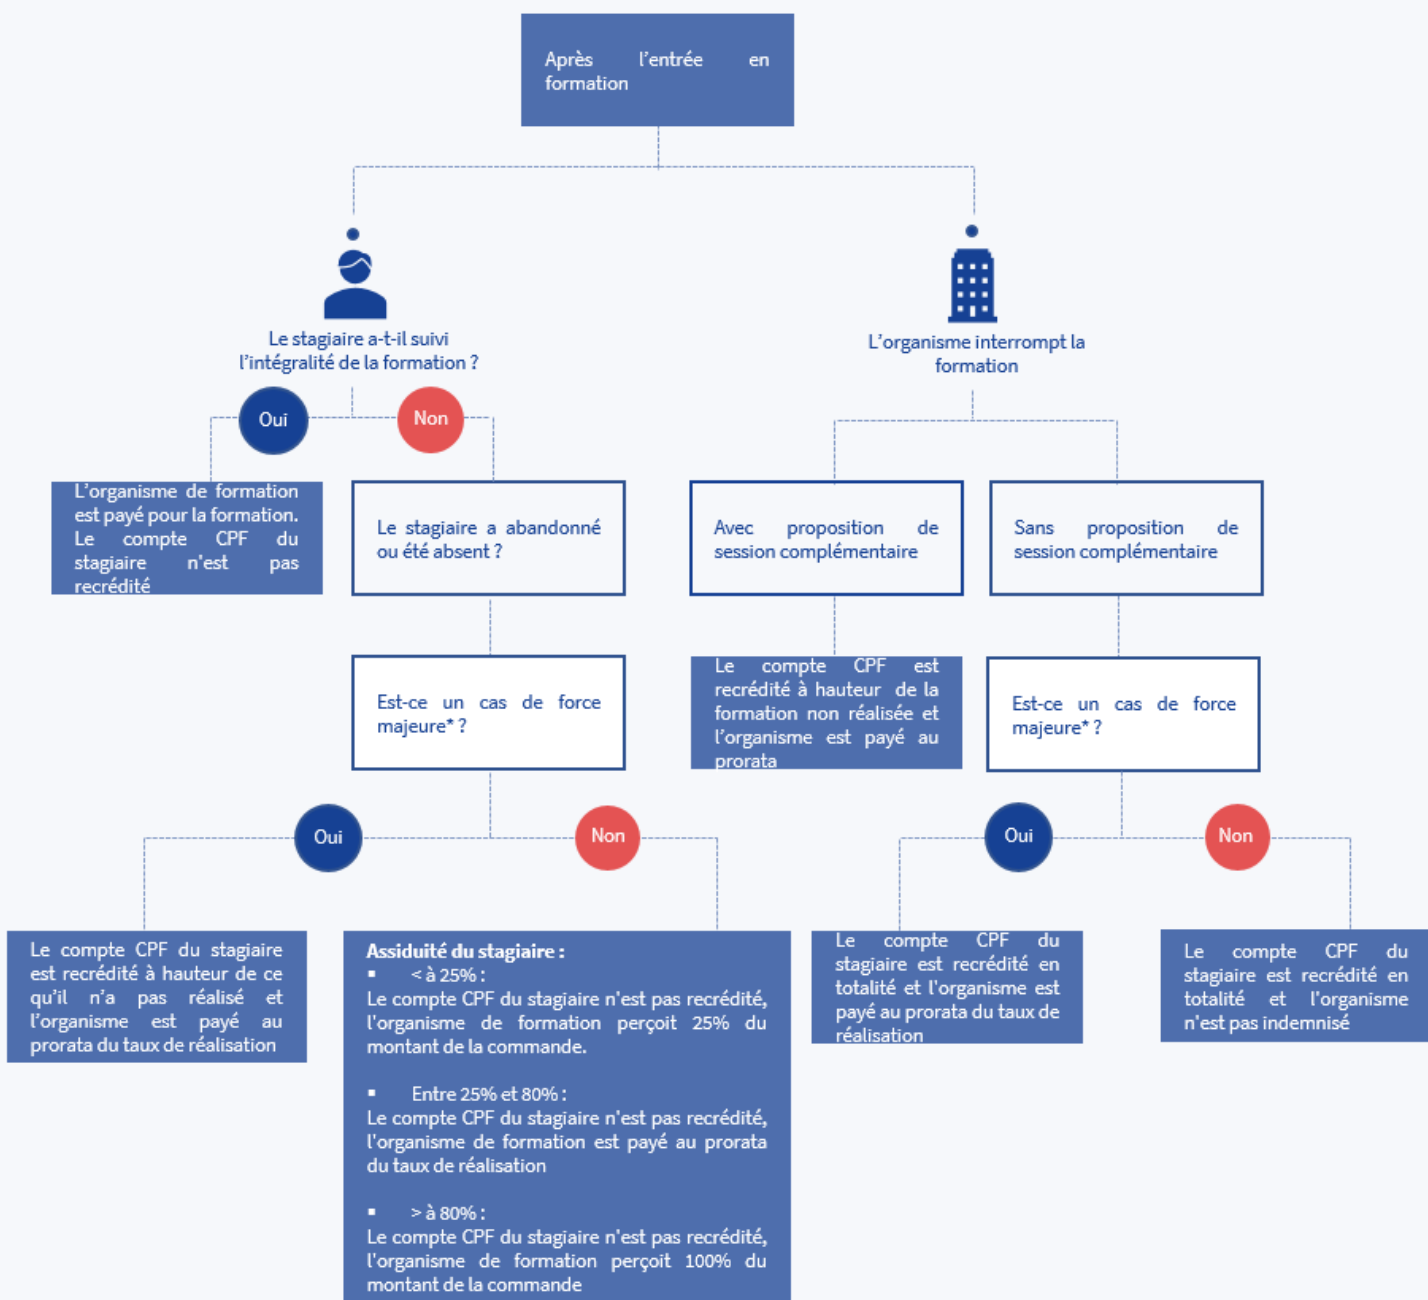 Après l'entrée en
formation
Le stagiaire a-t-il suivi
l'intégralité de la formation ?
L'organisme interrompt la
formation
Oui
Non
L'organisme de formation
est payé pour la formation.
Le compte CPF du
stagiaire n'est pas
recrédité
Le stagiaire a abandonné
ou été absent ?
Avec proposition de
session complémentaire
Sans proposition de
session complémentaire
Est-ce un cas de force
majeure* ?
Le compte CPF est
recrédité à hauteur de la
formation non réalisée et
l'organisme est payé au
prorata
Est-ce un cas de force
majeure* ?
Oui
Non
Oui
Non
Le compte CPF du stagiaire
est recrédité à hauteur de ce
qu'il n'a pas réalisé et
l'organisme est payé au
prorata du taux de réalisation
Assiduité du stagiaire :
▪ < à 25% :
Le compte CPF du stagiaire n'est pas recrédité,
l'organisme de formation perçoit 25% du
montant de la commande.
▪ Entre 25% et 80% :
Le compte CPF du stagiaire n'est pas recrédité,
l'organisme de formation est payé au prorata
du taux de réalisation
▪ > à 80% :
Le compte CPF du stagiaire n'est pas recrédité,
l'organisme de formation perçoit 100% du
montant de la commande
Le compte CPF du
stagiaire est recrédité en
totalité et l'organisme est
payé au prorata du taux de
réalisation
Le compte CPF du
stagiaire est recrédité en
totalité et l'organisme
n'est pas indemnisé